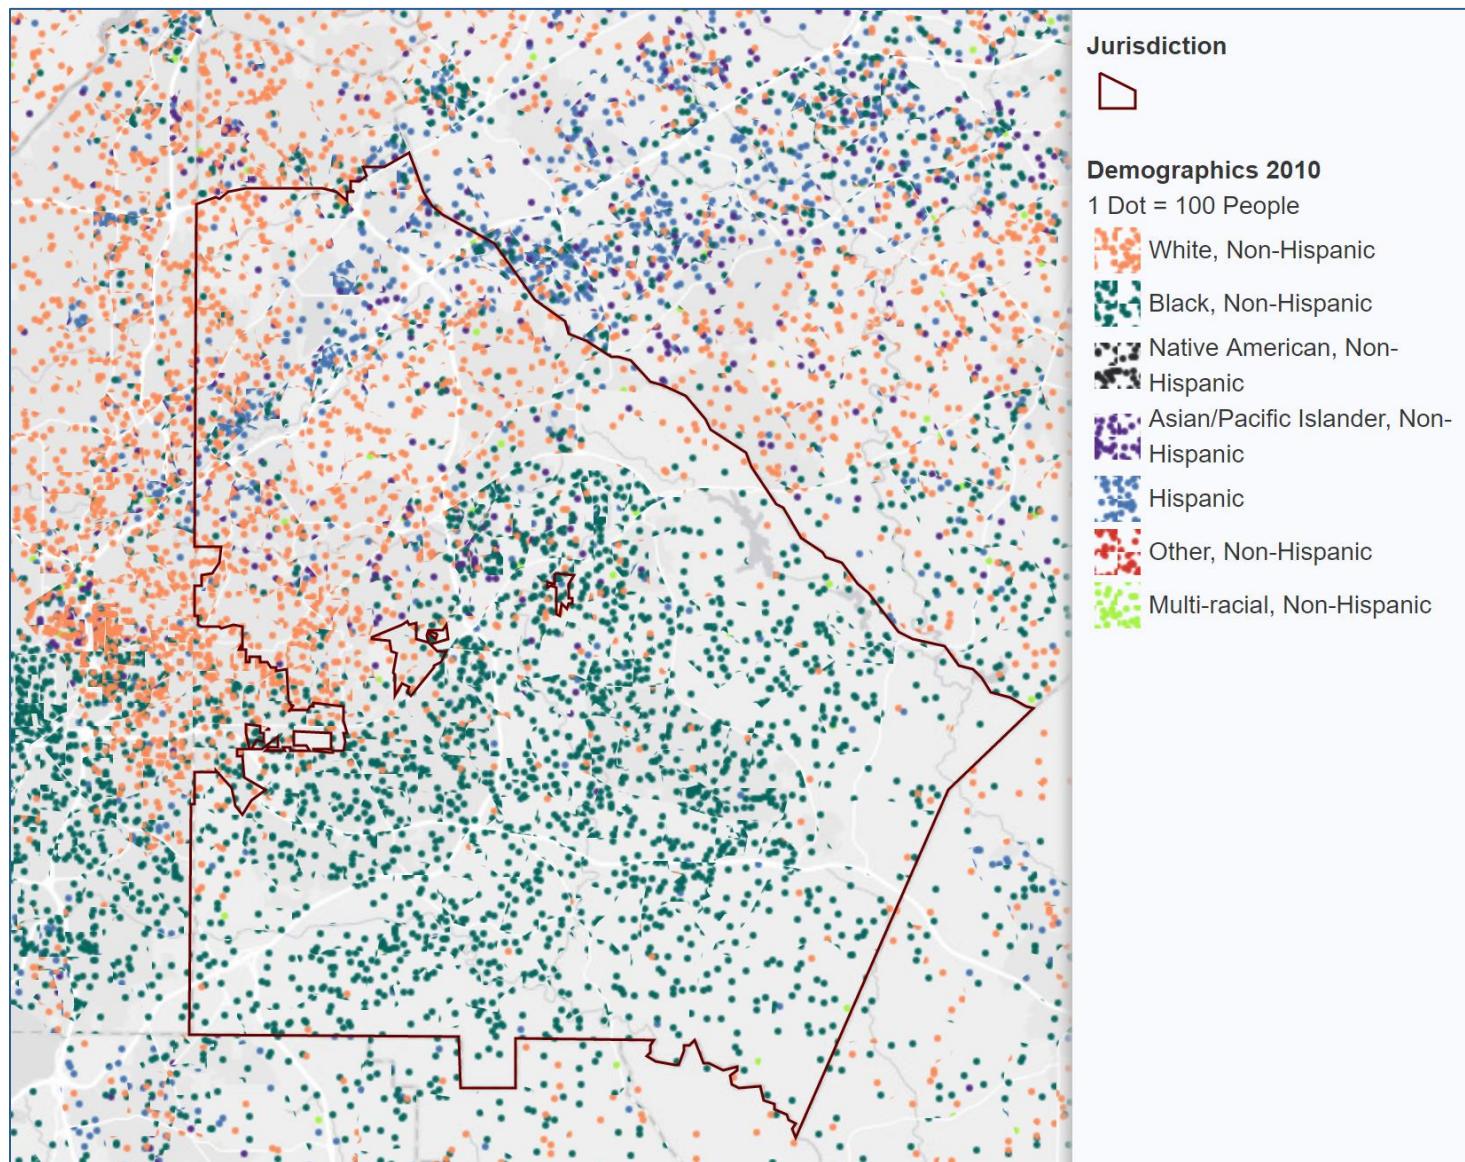 Jurisdiction
Demographics 2010
1 Dot = 100 People
White, Non-Hispanic
Black, Non-Hispanic
Native American, Non-
Hispanic
Asian/Pacific Islander, Non-
Hispanic
Hispanic
Other, Non-Hispanic
Multi-racial, Non-Hispanic